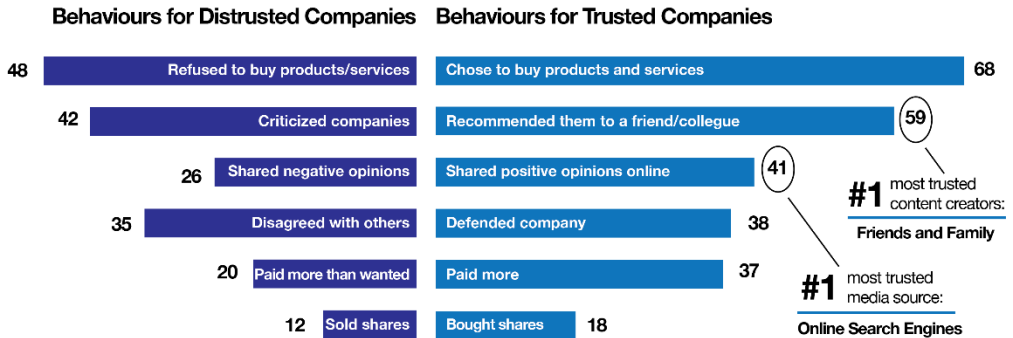 Behaviours for Distrusted Companies Behaviours for Trusted Companies
48 Refused to buy products/services Chose to buy products and services 68
42 Criticized companies Recommended them to a friend/collegue 59
26 Shared negative opinions Shared positive opinions online 41
#1 most trusted
content creators:
Friends and Family
35 Disagreed with others Defended company 38
20 Paid more than wanted Paid more 37
#1 most trusted
media source:
Online Search Engines
12 Sold shares Bought shares 18